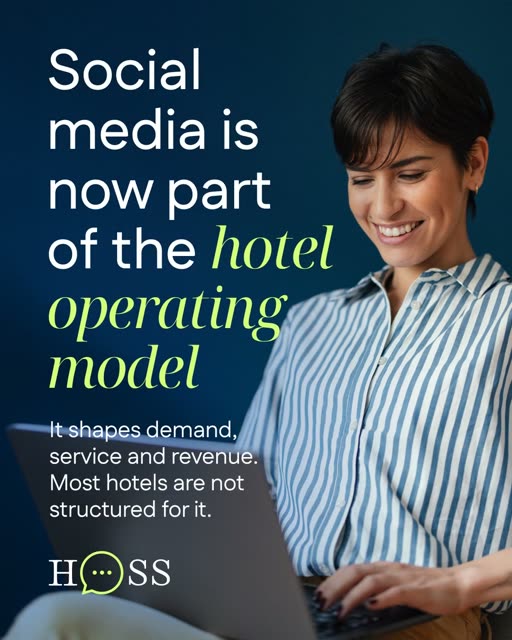 Social
media is
now part
of the hotel
operating
model
It shapes demand,
service and revenue.
Most hotels are not
structured for it.
HOSS